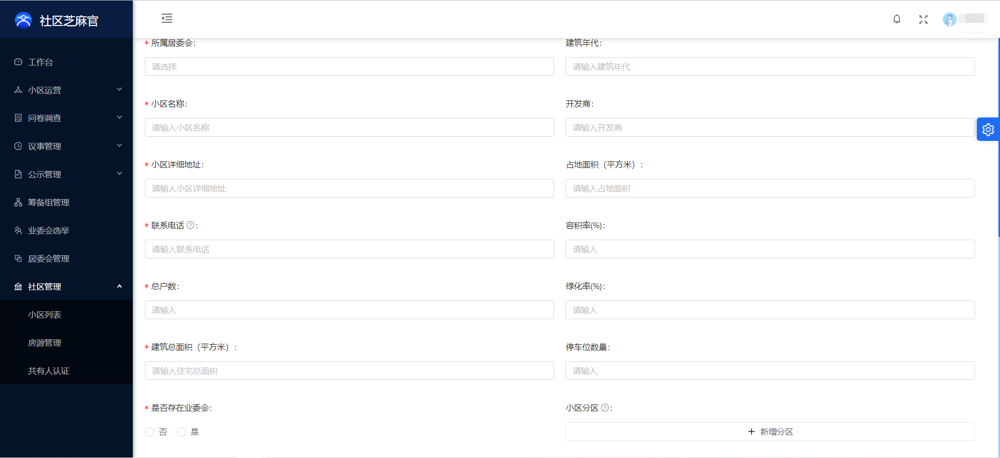 社区芝麻官
工作台
小区运营
问卷调查
议事管理
公示管理
筹备组管理
业委会选举
居委会管理
社区管理
小区列表
房源管理
共有人认证
* 所属居委会:
请选择
建筑年代:
请输入建筑年代
* 小区名称:
请输入小区名称
开发商:
请输入开发商
* 小区详细地址:
请输入小区详细地址
占地面积（平方米）:
请输入占地面积
* 联系电话?:
请输入联系电话
容积率(%):
请输入
* 总户数:
请输入
绿化率(%):
请输入
* 建筑总面积（平方米）:
请输入住宅总面积
停车位数量:
请输入
* 是否存在业委会:
否 是
小区分区?:
+ 新增分区